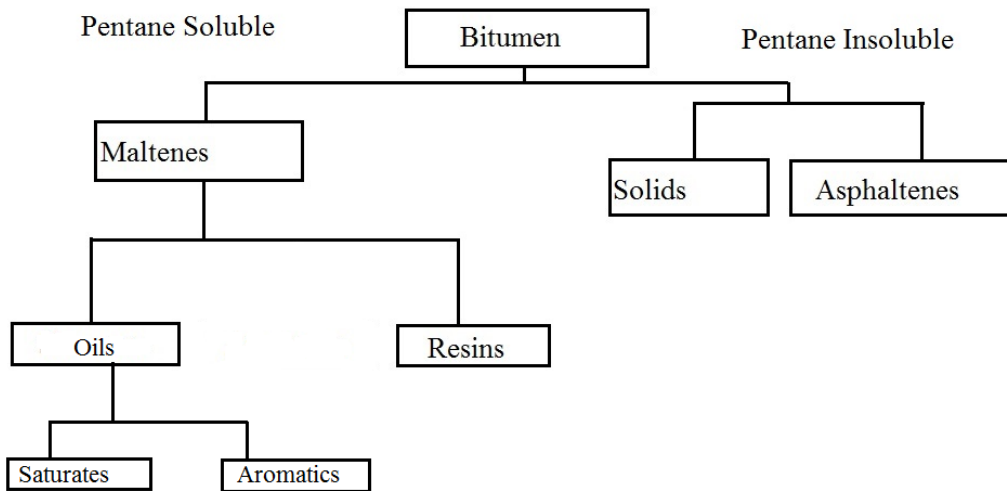 Pentane Soluble
Bitumen
Pentane Insoluble
Maltenes
Solids
Asphaltenes
Oils
Resins
Saturates
Aromatics